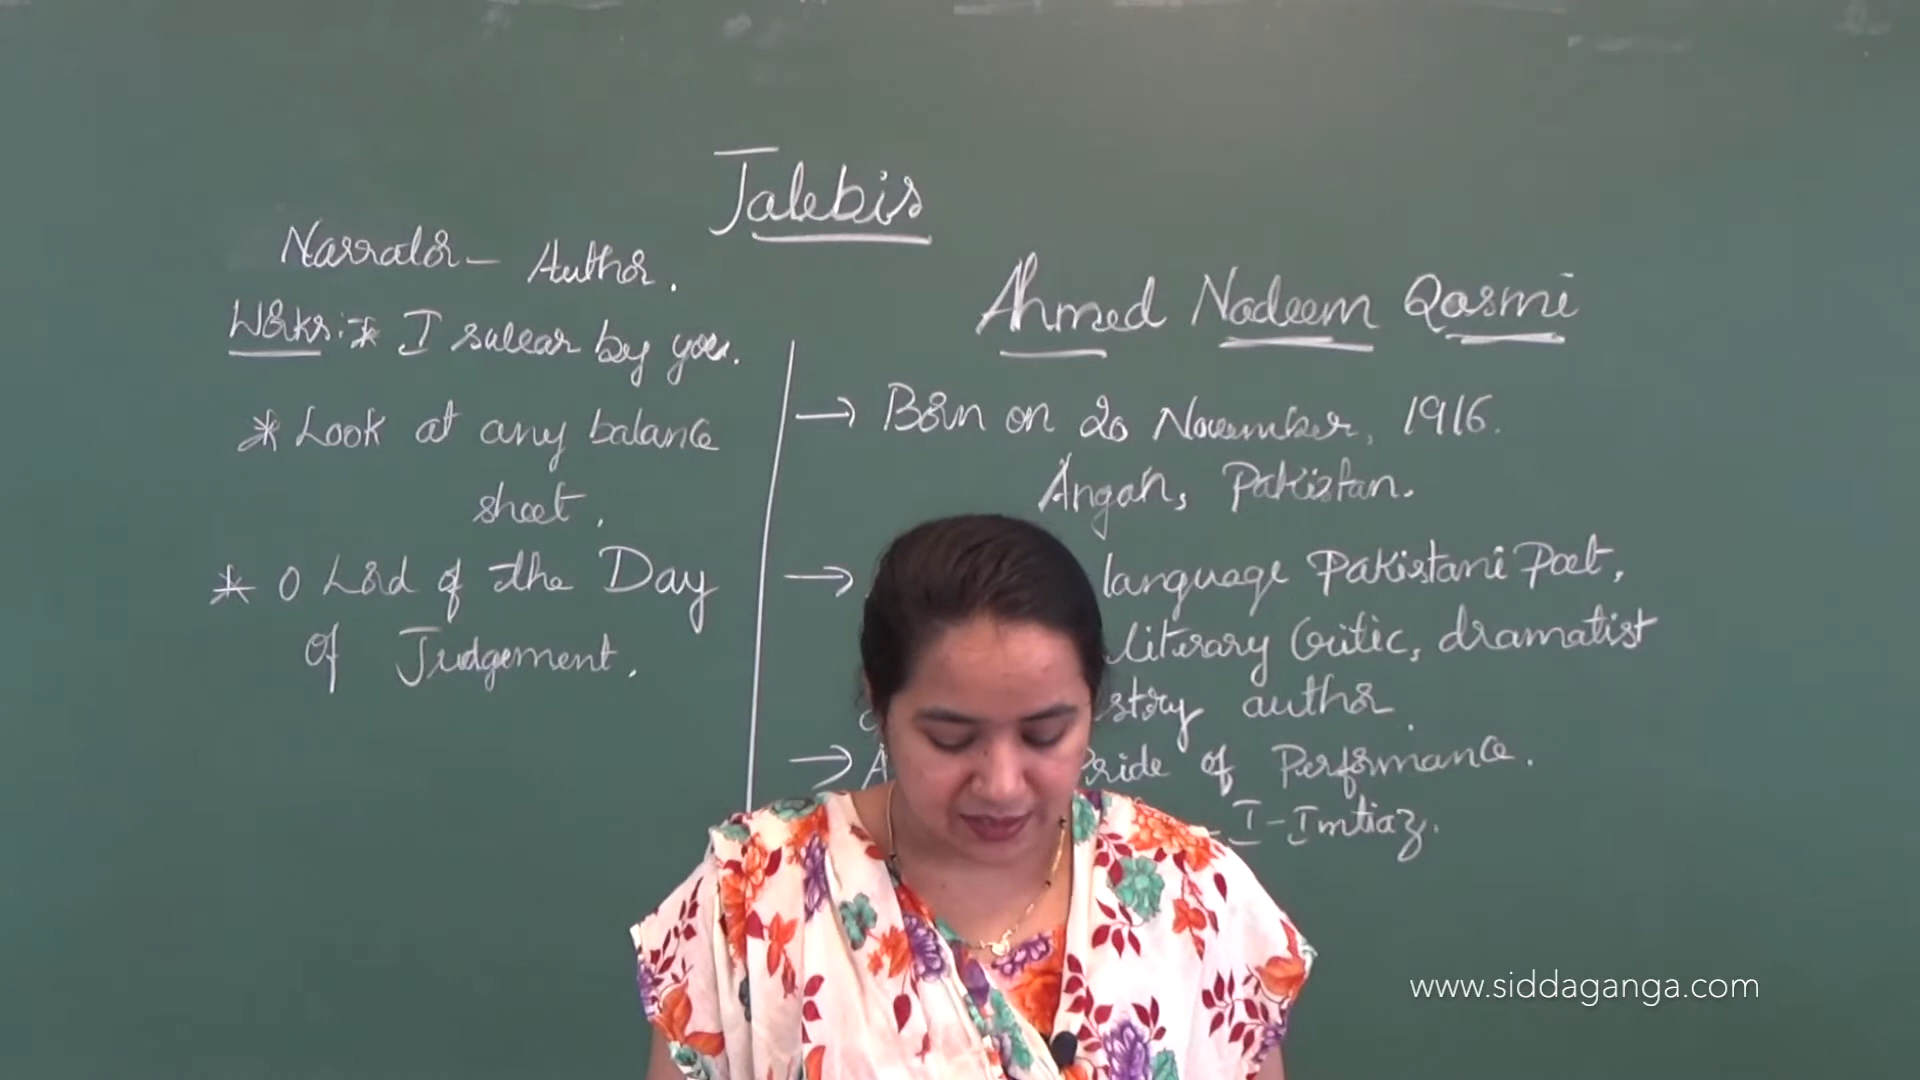 Jalebis
Narrator - Author.
Works: * I swear by you.
* Look at any balance
sheet.
* O Lord of the Day
of Judgement.
Ahmed Nadeem Qasmi
→ Born on 20 November, 1916.
Angah, Pakistan.
→ language Pakistani Poet,
literary Critic, dramatist
story author.
→ Pride of Performance.
- I - Imtiaz.
www.siddaganga.com